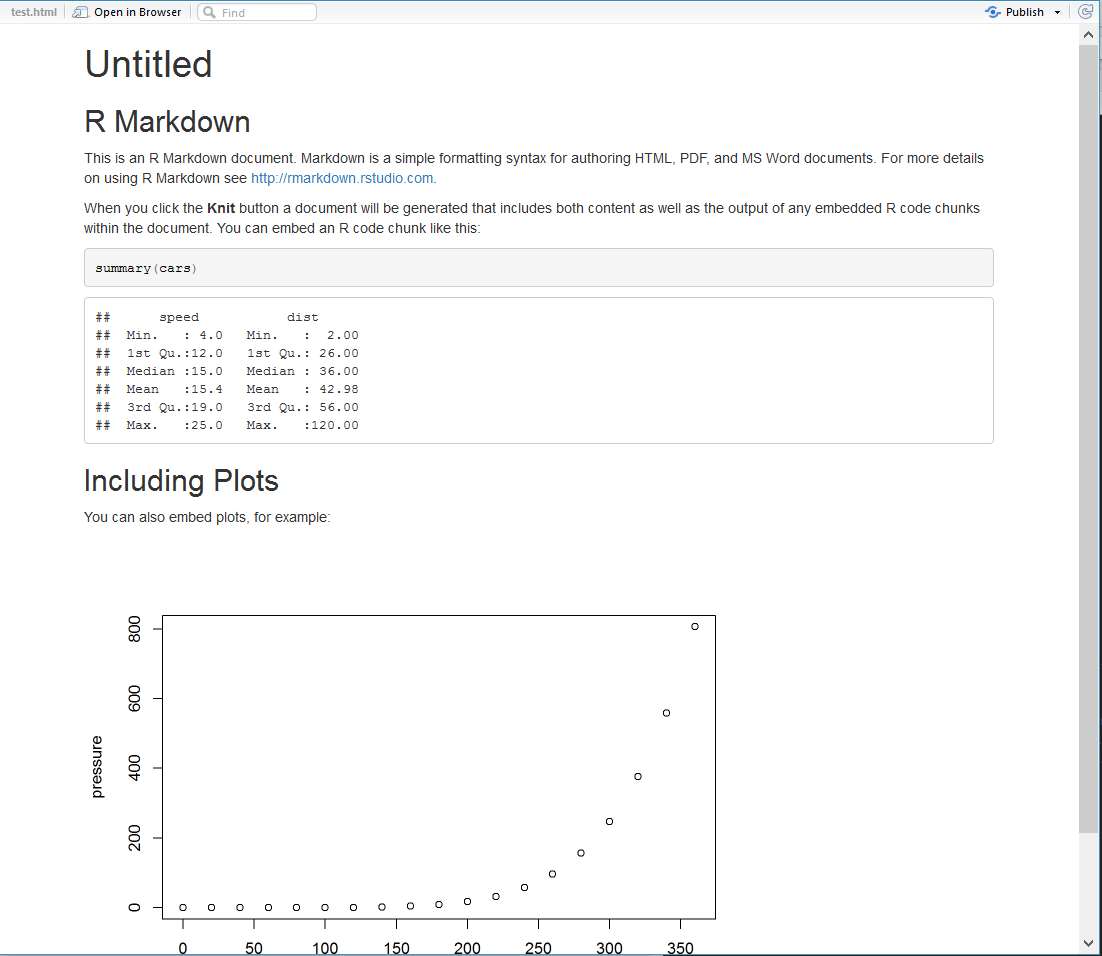 test.html Open in Browser Find Publish
Untitled
R Markdown
This is an R Markdown document. Markdown is a simple formatting syntax for authoring HTML, PDF, and MS Word documents. For more details
on using R Markdown see http://rmarkdown.rstudio.com.
When you click the Knit button a document will be generated that includes both content as well as the output of any embedded R code chunks
within the document. You can embed an R code chunk like this:
summary(cars)
##      speed           dist
##  Min.   : 4.0   Min.   :  2.00
##  1st Qu.:12.0   1st Qu.: 26.00
##  Median :15.0   Median : 36.00
##  Mean   :15.4   Mean   : 42.98
##  3rd Qu.:19.0   3rd Qu.: 56.00
##  Max.   :25.0   Max.   :120.00
Including Plots
You can also embed plots, for example:
800
600
400
200
0
pressure
0 50 100 150 200 250 300 350